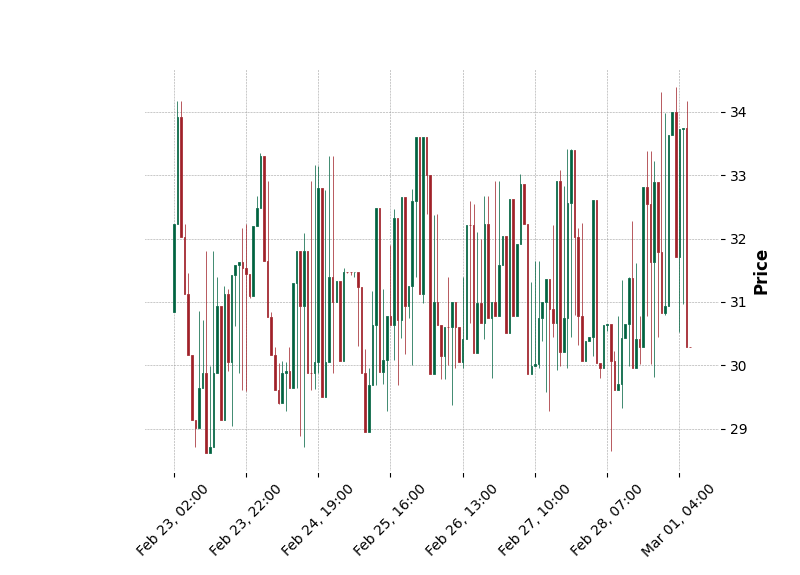 34
33
32
31
30
29
Price
Feb 23, 02:00
Feb 23, 22:00
Feb 24, 19:00
Feb 25, 16:00
Feb 26, 13:00
Feb 27, 10:00
Feb 28, 07:00
Mar 01, 04:00